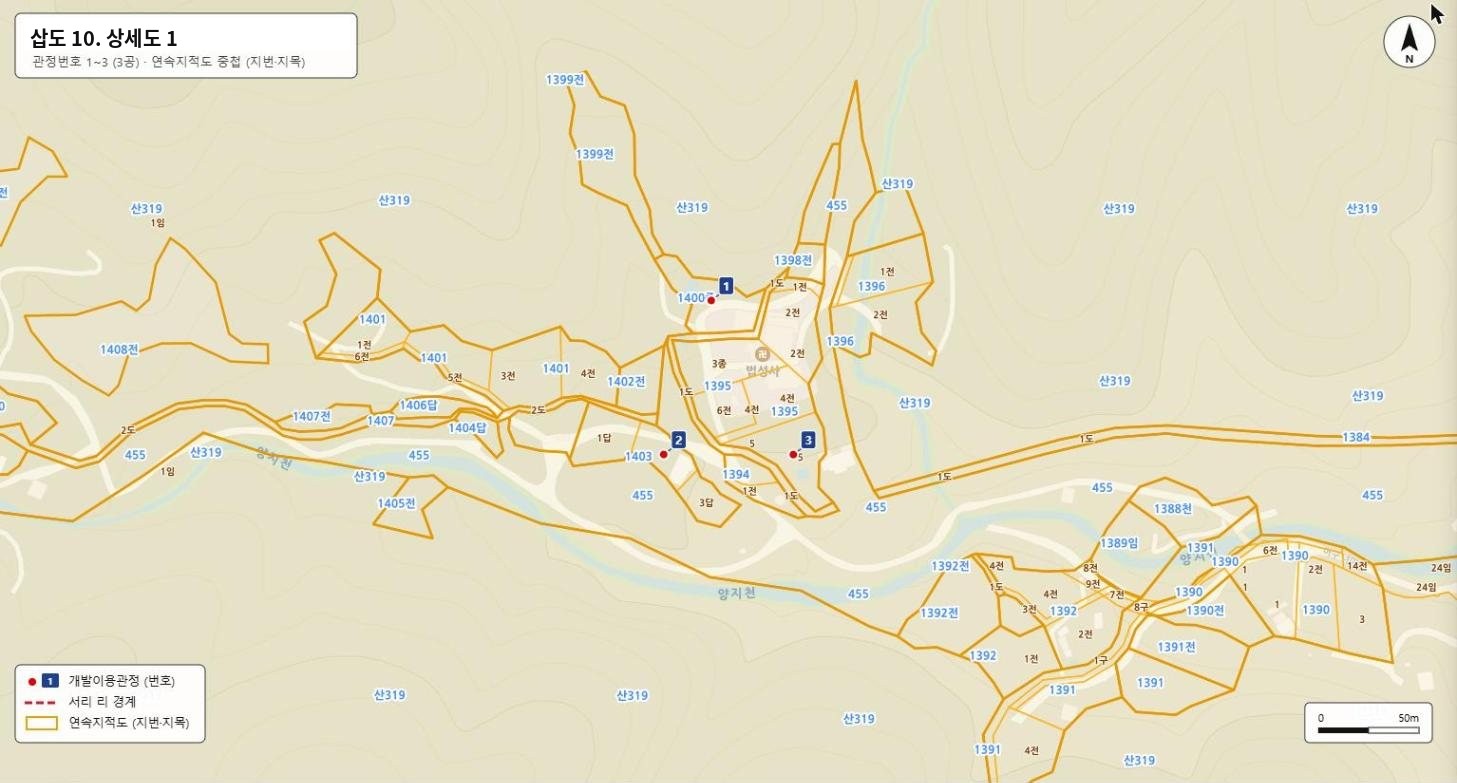 삽도 10. 상세도 1
관정번호 1~3 (3공) · 연속지적도 중첩 (지번·지목)
N
1399전
1399전
전
산319
1임
산319
산319
455
산319
산319
산319
1398전
1전
1396
2전
1도
1전
2전
1
1400
1401
1전
6전
1408전
1401
5전
3전
1401
4전
1402전
3종
2전
법성사
1396
1395
1도
6전
4전
4전
1395
산319
산319
산319
0
1407전
1407
1406답
1404답
2도
2도
1답
2
3
5
5
1403
1394
1전
1도
3답
455
455
1도
1도
1384
455
산319
양지천
1임
455
산319
1405전
455
455
1388천
1389임
1391
1390
6전
1390
2전
14전
24임
24임
1392전
4전
1도
8전
9전
7전
8구
4전
3전
1392
2전
1390
1390전
1
1
1
1390
3
양지천
455
1392전
1392
1전
1구
1391전
1391
1391
1391
4전
산319
산319
산319
산319
1 개발이용관정 (번호)
서리 리 경계
연속지적도 (지번·지목)
0 50m